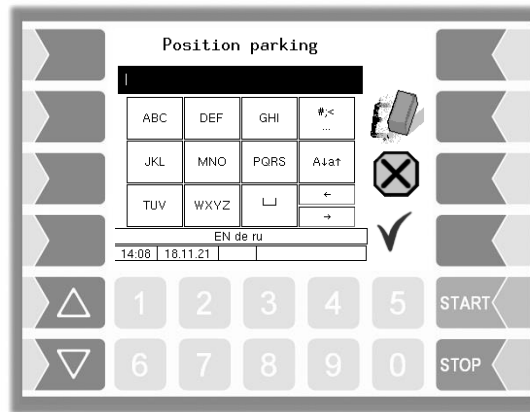 Position parking
ABC DEF GHI #;<
...
JKL MNO PQRS A↓a↑
TUV WXYZ ⌴ ←
→
EN de ru
14:08 18.11.21
1 2 3 4 5 START
6 7 8 9 0 STOP